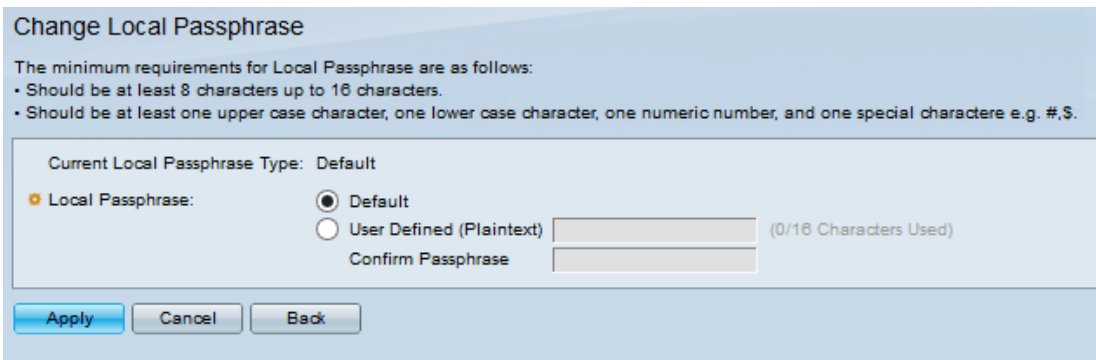 Change Local Passphrase
The minimum requirements for Local Passphrase are as follows:
• Should be at least 8 characters up to 16 characters.
• Should be at least one upper case character, one lower case character, one numeric number, and one special charactere e.g. #,$.
Current Local Passphrase Type: Default
Local Passphrase: Default
User Defined (Plaintext) (0/16 Characters Used)
Confirm Passphrase
Apply Cancel Back